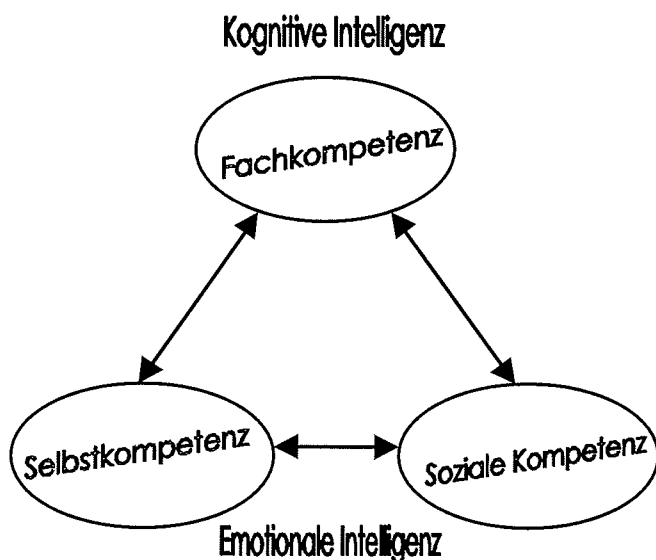 Kognitive Intelligenz
Fachkompetenz
Selbstkompetenz
Soziale Kompetenz
Emotionale Intelligenz